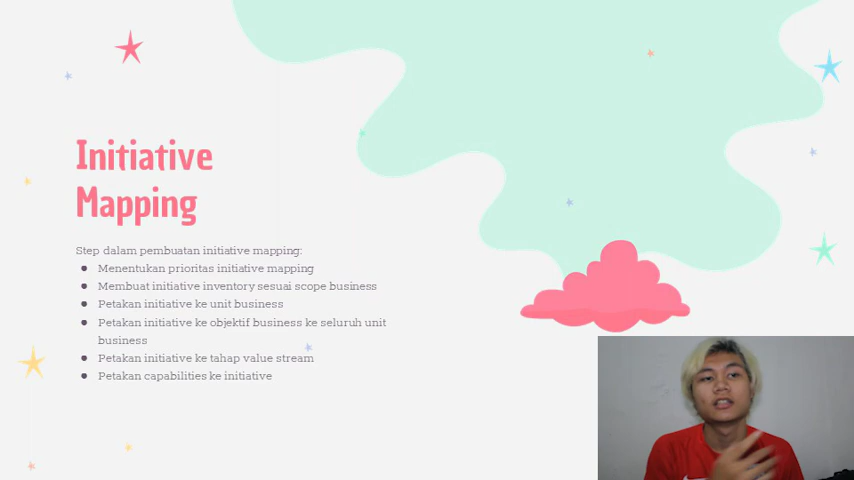 Initiative
Mapping
Step dalam pembuatan initiative mapping:
● Menentukan prioritas initiative mapping
● Membuat initiative inventory sesuai scope business
● Petakan initiative ke unit business
● Petakan initiative ke objektif business ke seluruh unit
business
● Petakan initiative ke tahap value stream
● Petakan capabilities ke initiative